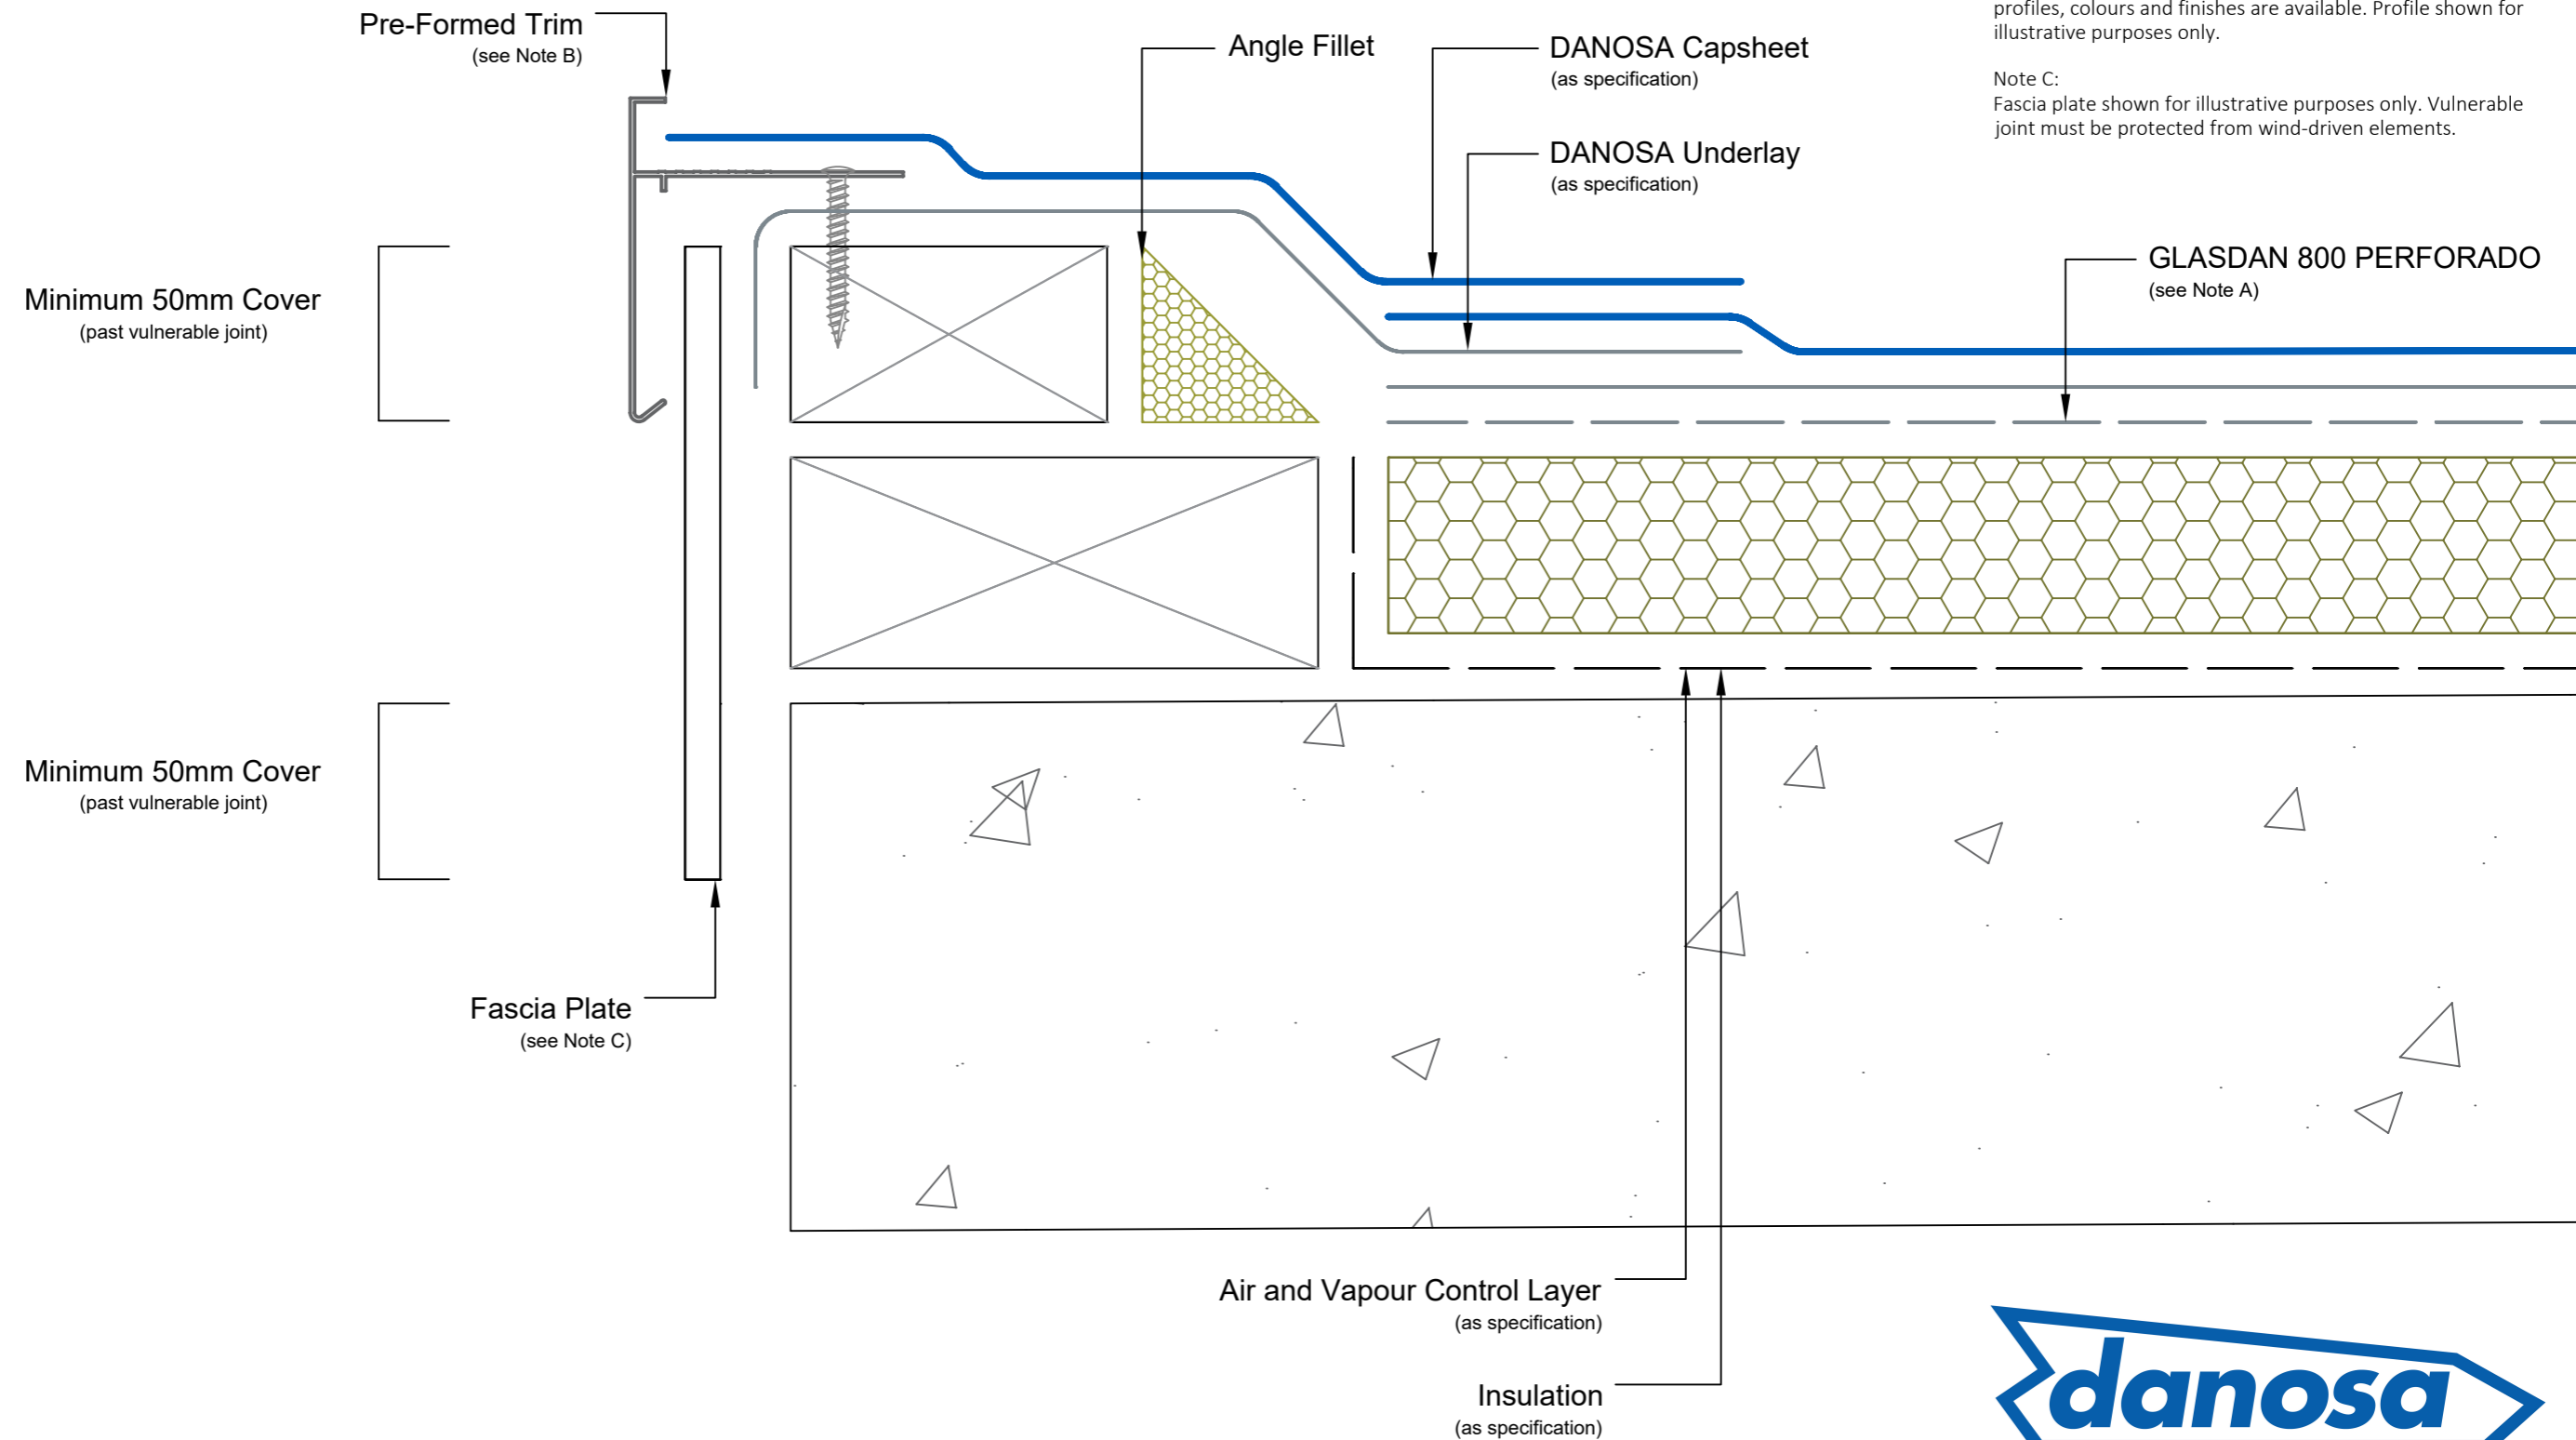 profiles, colours and finishes are available. Profile shown for
illustrative purposes only.
Note C:
Fascia plate shown for illustrative purposes only. Vulnerable
joint must be protected from wind-driven elements.
Pre-Formed Trim
(see Note B)
Angle Fillet
DANOSA Capsheet
(as specification)
DANOSA Underlay
(as specification)
GLASDAN 800 PERFORADO
(see Note A)
Minimum 50mm Cover
(past vulnerable joint)
Minimum 50mm Cover
(past vulnerable joint)
Fascia Plate
(see Note C)
Air and Vapour Control Layer
(as specification)
Insulation
(as specification)
danosa